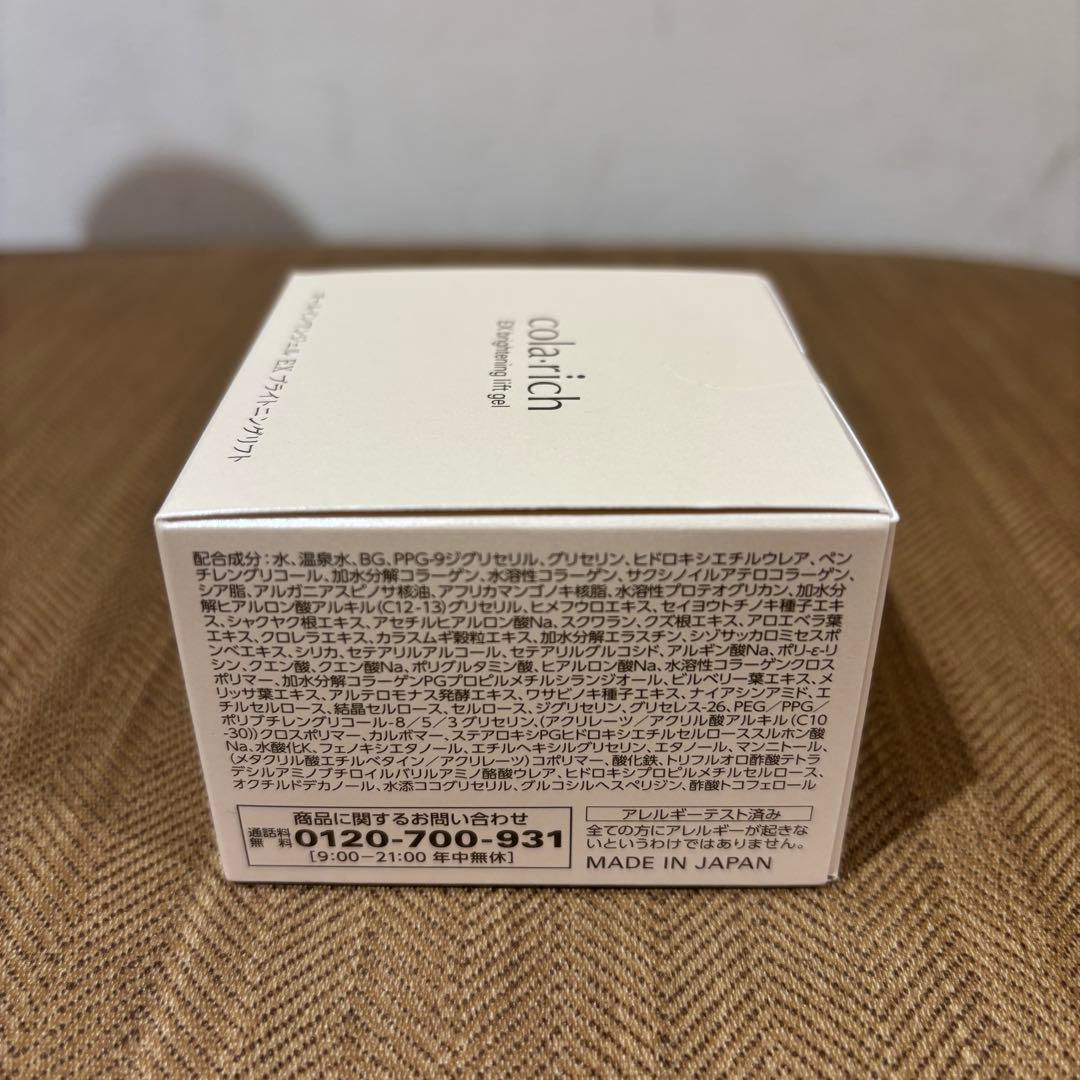 オールインワンジェル EX ブライトニングリフト
cola·rich
EX brightening lift gel
配合成分：水、温泉水、BG、PPG-9ジグリセリル、グリセリン、ヒドロキシエチルウレア、ペン
チレングリコール、加水分解コラーゲン、水溶性コラーゲン、サクシノイルアテロコラーゲン、
シア脂、アルガニアスピノサ核油、アフリカマンゴノキ核脂、水溶性プロテオグリカン、加水分
解ヒアルロン酸アルキル(C12-13)グリセリル、ヒメフウロエキス、セイヨウトチノキ種子エキ
ス、シャクヤク根エキス、アセチルヒアルロン酸Na、スクワラン、クズ根エキス、アロエベラ葉
エキス、クロレラエキス、カラスムギ穀粒エキス、加水分解エラスチン、シゾサッカロミセスポ
ンベエキス、シリカ、セテアリルアルコール、セテアリルグルコシド、アルギン酸Na、ポリ-ε-リ
シン、クエン酸、クエン酸Na、ポリグルタミン酸、ヒアルロン酸Na、水溶性コラーゲンクロス
ポリマー、加水分解コラーゲンPGプロピルメチルシランジオール、ビルベリー葉エキス、メ
リッサ葉エキス、アルテロモナス発酵エキス、ワサビノキ種子エキス、ナイアシンアミド、エ
チルセルロース、結晶セルロース、セルロース、ジグリセリン、グリセレス-26、PEG／PPG／
ポリブチレングリコール-8／5／3グリセリン、(アクリレーツ／アクリル酸アルキル(C10
-30))クロスポリマー、カルボマー、ステアロキシPGヒドロキシエチルセルローススルホン酸
Na、水酸化K、フェノキシエタノール、エチルヘキシルグリセリン、エタノール、マンニトール、
(メタクリル酸エチルベタイン／アクリレーツ)コポリマー、酸化鉄、トリフルオロ酢酸テトラ
デシルアミノブチロイルバリルアミノ酪酸ウレア、ヒドロキシプロピルメチルセルロース、
オクチルドデカノール、水添ココグリセリル、グルコシルヘスペリジン、酢酸トコフェロール
商品に関するお問い合わせ
通話料無料 0120-700-931
［9:00－21:00 年中無休］
アレルギーテスト済み
全ての方にアレルギーが起きな
いというわけではありません。
MADE IN JAPAN